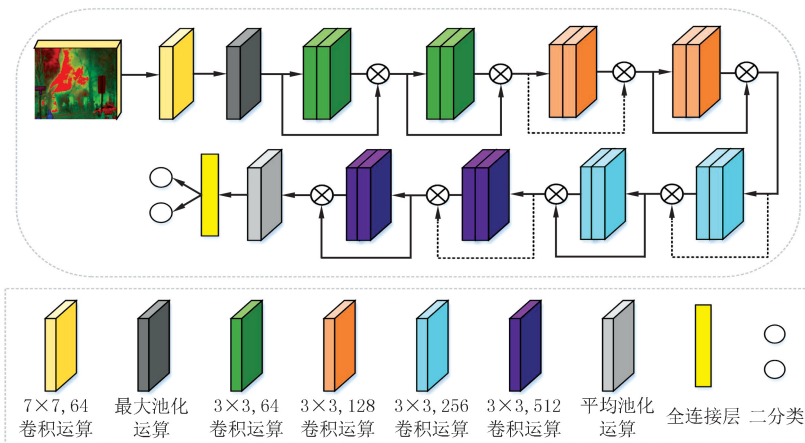 7×7,64
卷积运算
最大池化
运算
3×3,64
卷积运算
3×3,128
卷积运算
3×3,256
卷积运算
3×3,512
卷积运算
平均池化
运算
全连接层
二分类